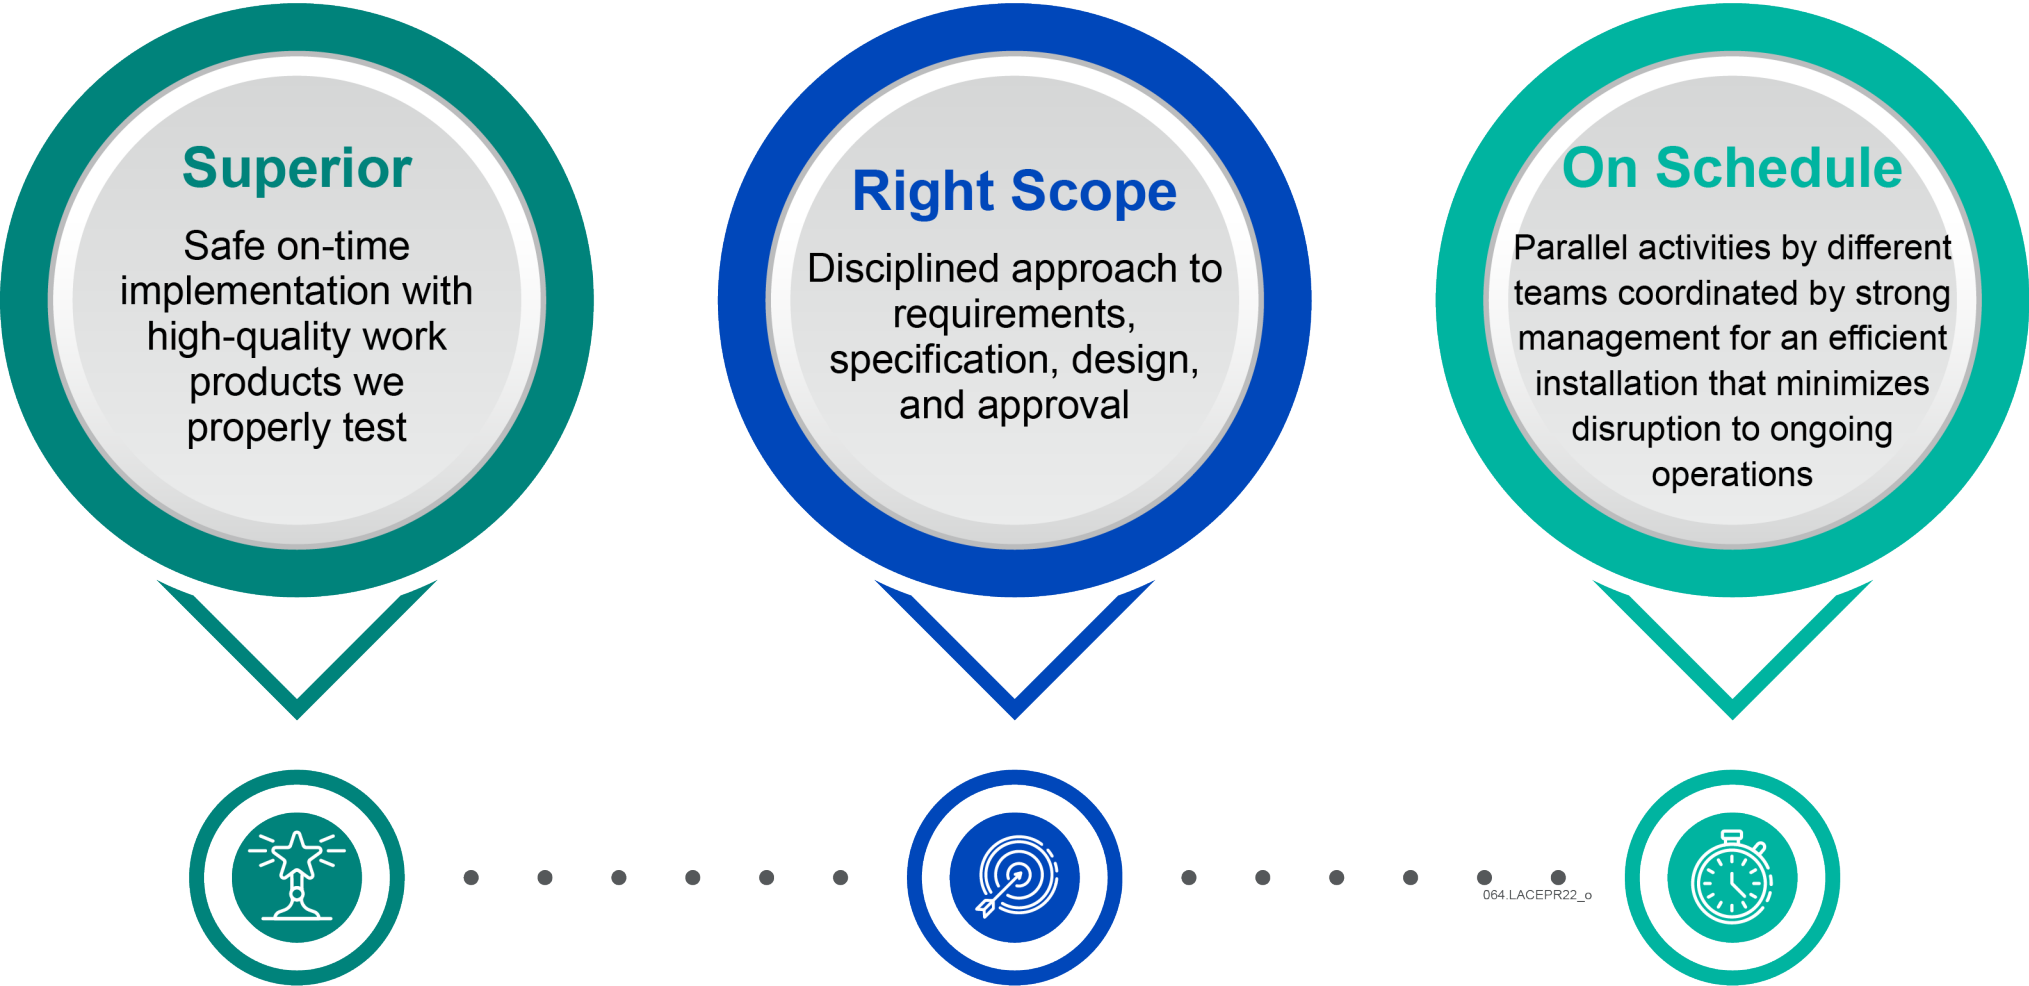 Superior
Safe on-time
implementation with
high-quality work
products we
properly test
Right Scope
Disciplined approach to
requirements,
specification, design,
and approval
On Schedule
Parallel activities by different
teams coordinated by strong
management for an efficient
installation that minimizes
disruption to ongoing
operations
064.LACEPR22_o